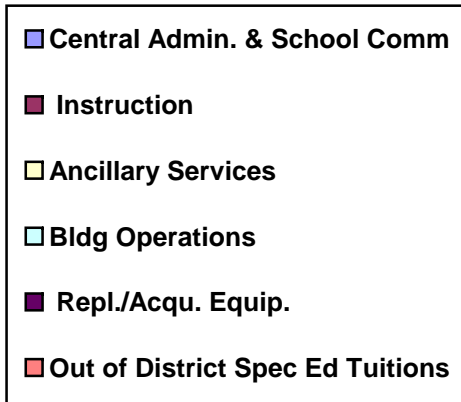 Central Admin. & School Comm
Instruction
Ancillary Services
Bldg Operations
Repl./Acqu. Equip.
Out of District Spec Ed Tuitions